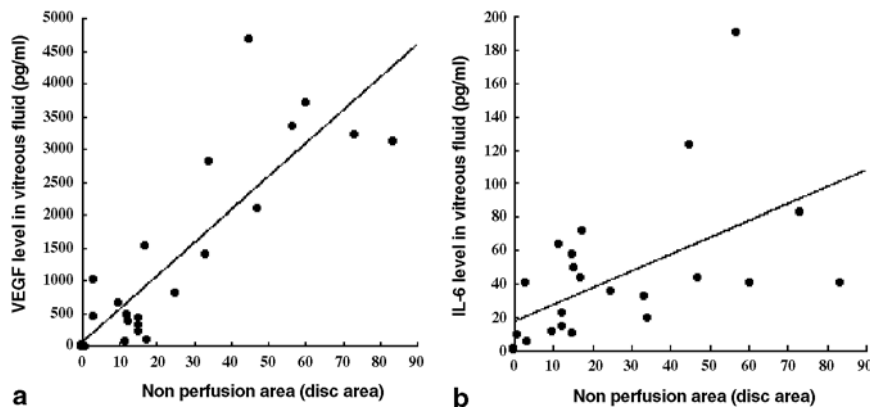 5000
4500
4000
3500
3000
2500
2000
1500
1000
500
0
VEGF level in vitreous fluid (pg/ml)
0 10 20 30 40 50 60 70 80 90
Non perfusion area (disc area)
a
200
180
160
140
120
100
80
60
40
20
0
IL-6 level in vitreous fluid (pg/ml)
0 10 20 30 40 50 60 70 80 90
Non perfusion area (disc area)
b